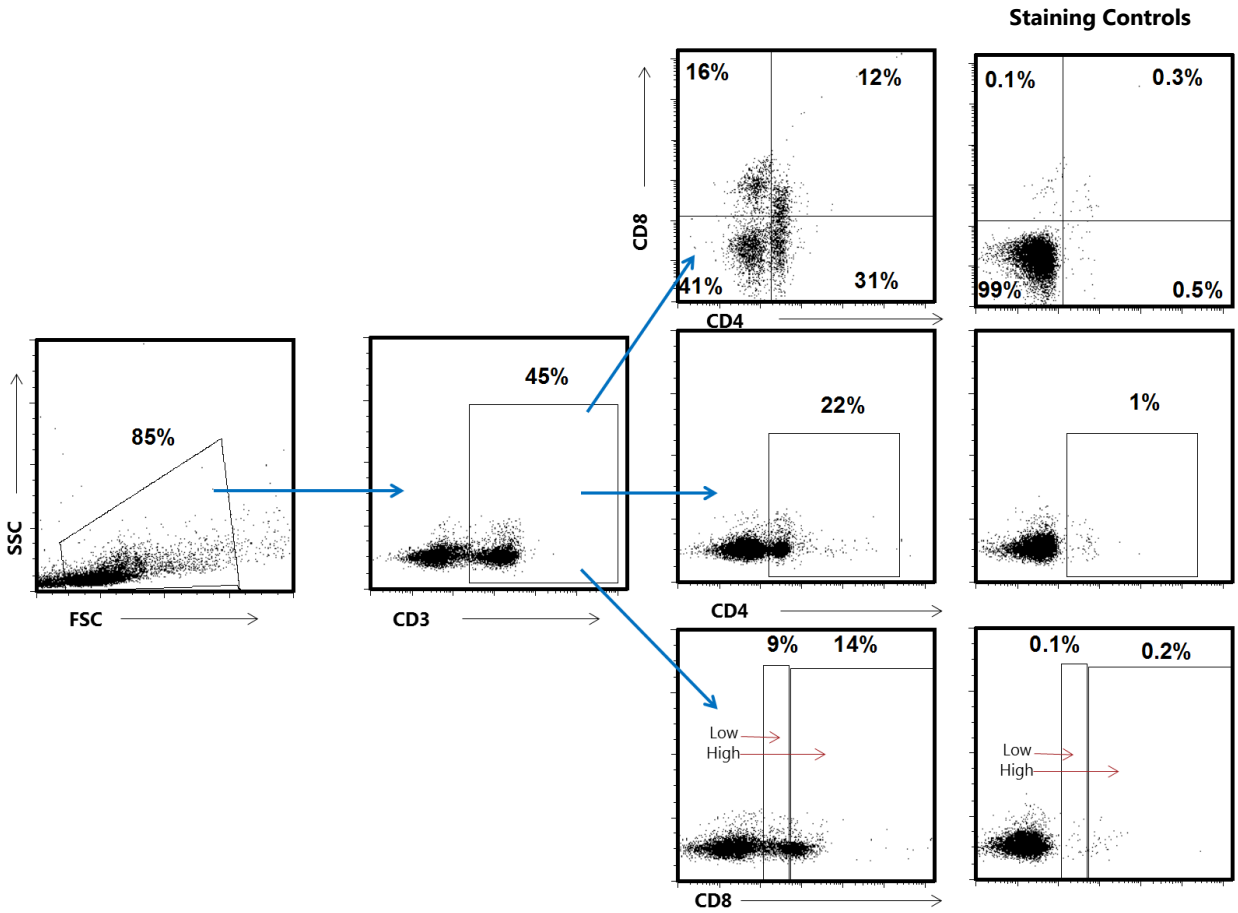 Staining Controls
16%
12%
0.1%
0.3%
CD8
41%
31%
99%
0.5%
CD4
85%
45%
22%
1%
SSC
FSC
CD3
CD4
9%
14%
0.1%
0.2%
Low
High
Low
High
CD8